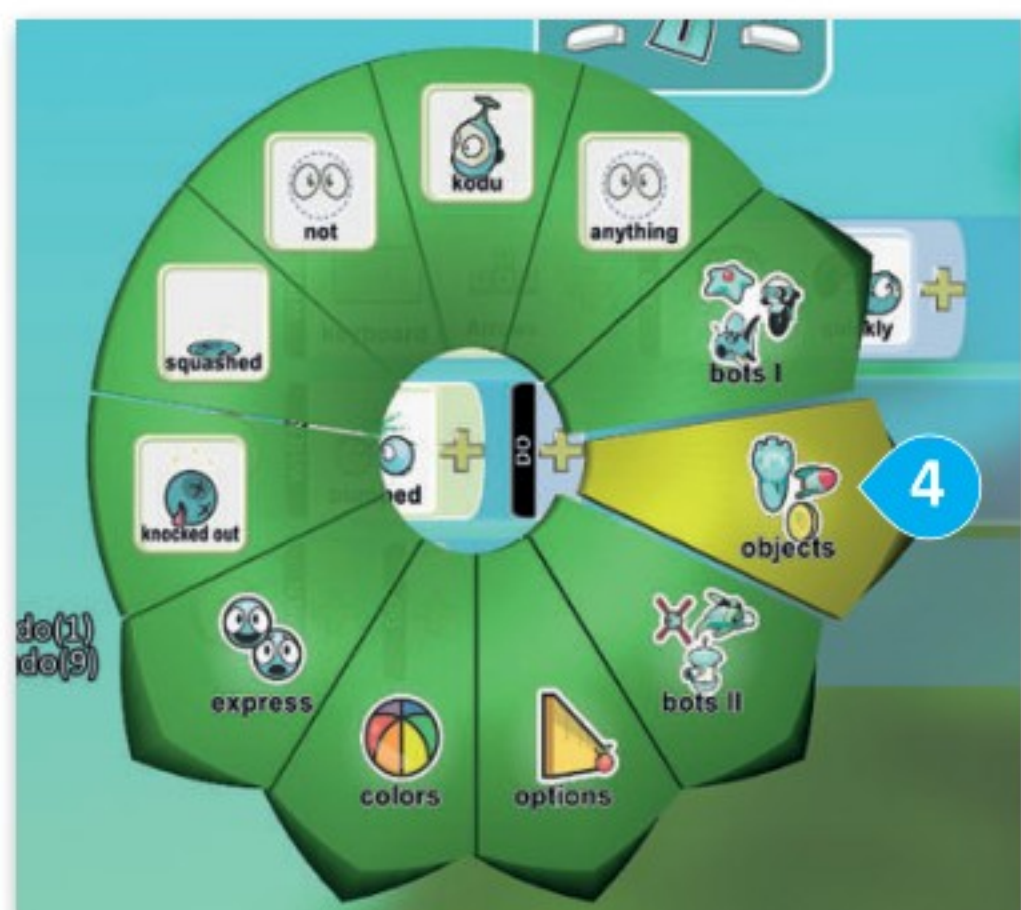 kodu
not
anything
squashed
bots I
knocked out
DO
4
objects
express
bots II
colors
options
do(1)
do(9)